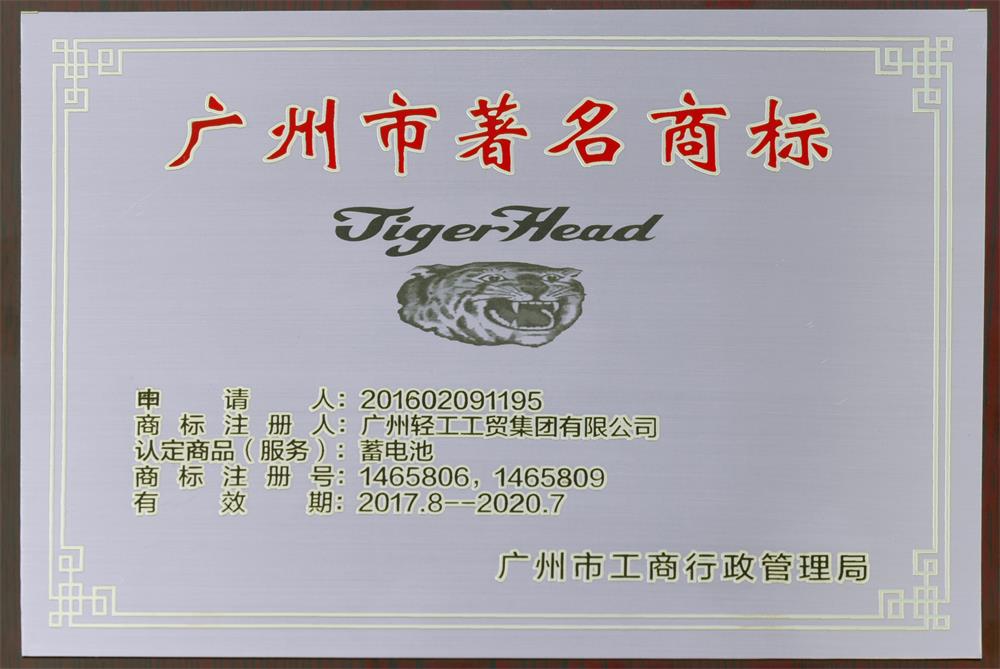 广州市著名商标
Tiger Head
申请人：201602091195
商标注册人：广州轻工工贸集团有限公司
认定商品（服务）：蓄电池
商标注册号：1465806，1465809
有效期：2017.8--2020.7
广州市工商行政管理局